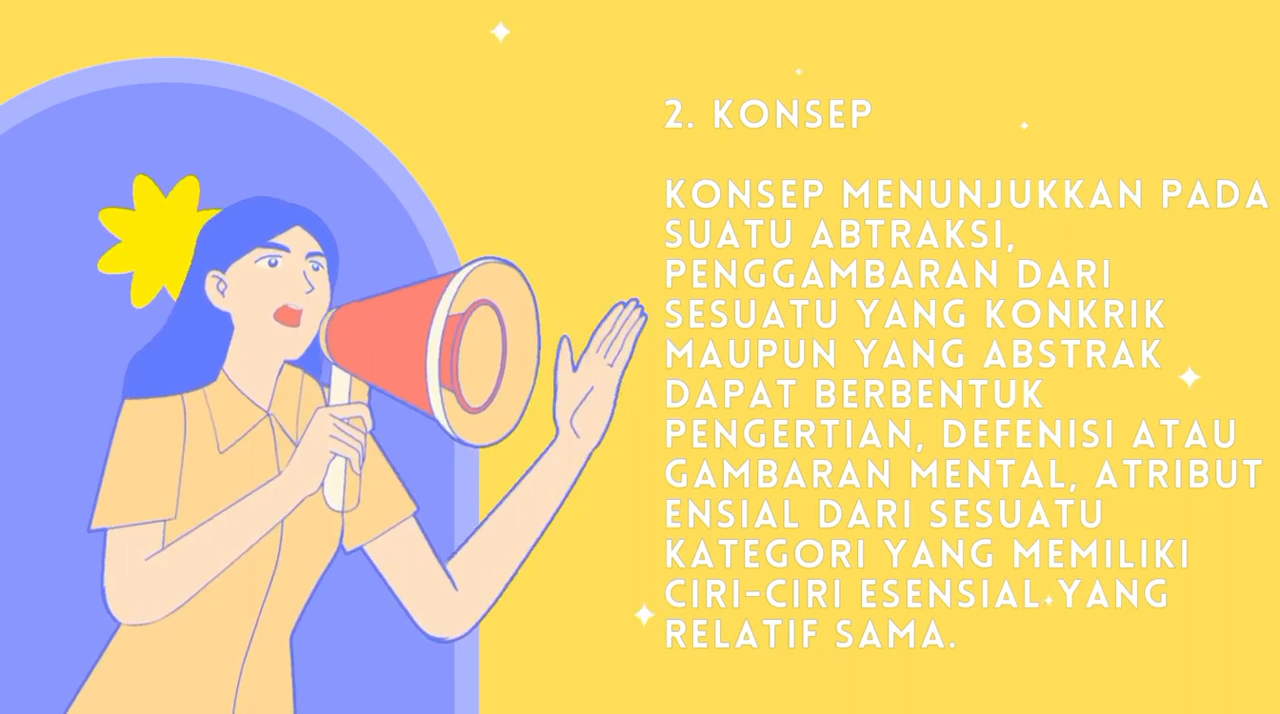 2. KONSEP
KONSEP MENUNJUKKAN PADA
SUATU ABTRAKSI,
PENGGAMBARAN DARI
SESUATU YANG KONKRIK
MAUPUN YANG ABSTRAK
DAPAT BERBENTUK
PENGERTIAN, DEFENISI ATAU
GAMBARAN MENTAL, ATRIBUT
ENSIAL DARI SESUATU
KATEGORI YANG MEMILIKI
CIRI-CIRI ESENSIAL YANG
RELATIF SAMA.